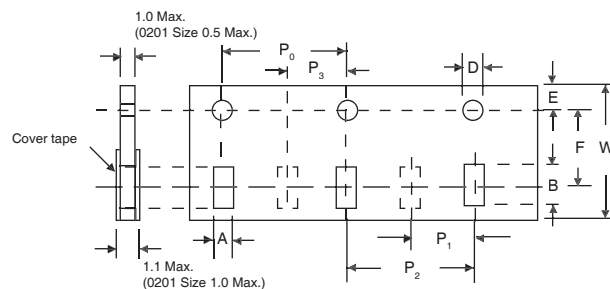 1.0 Max.
(0201 Size 0.5 Max.)
P0
P3
D
E
W
F
B
Cover tape
A
P1
P2
1.1 Max.
(0201 Size 1.0 Max.)